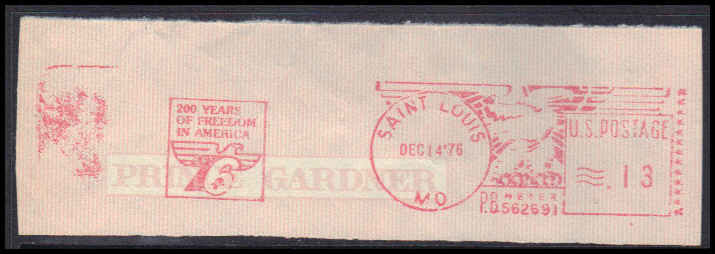 200 YEARS
OF FREEDOM
IN AMERICA
76
PRINCE GARDNER
SAINT LOUIS
DEC 14 '76
MO
U.S. POSTAGE
.13
P.B. METER
562691